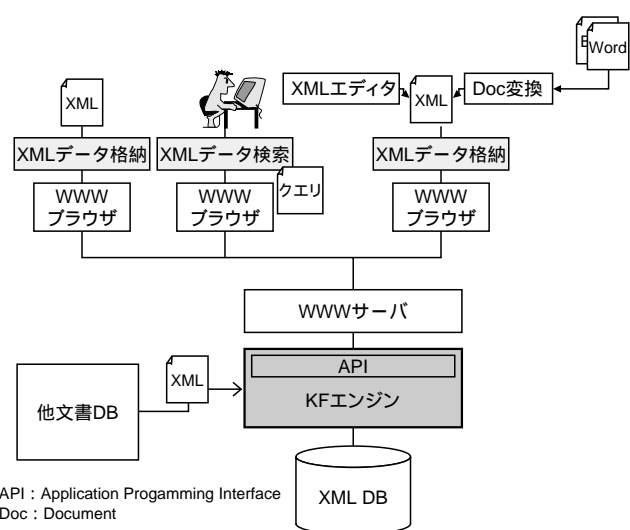 Word
XMLエディタ
XML
Doc変換
XML
XMLデータ格納
XMLデータ検索
XMLデータ格納
クエリ
WWW
ブラウザ
WWW
ブラウザ
WWW
ブラウザ
WWWサーバ
API
KFエンジン
XML
他文書DB
XML DB
API：Application Progamming Interface
Doc：Document